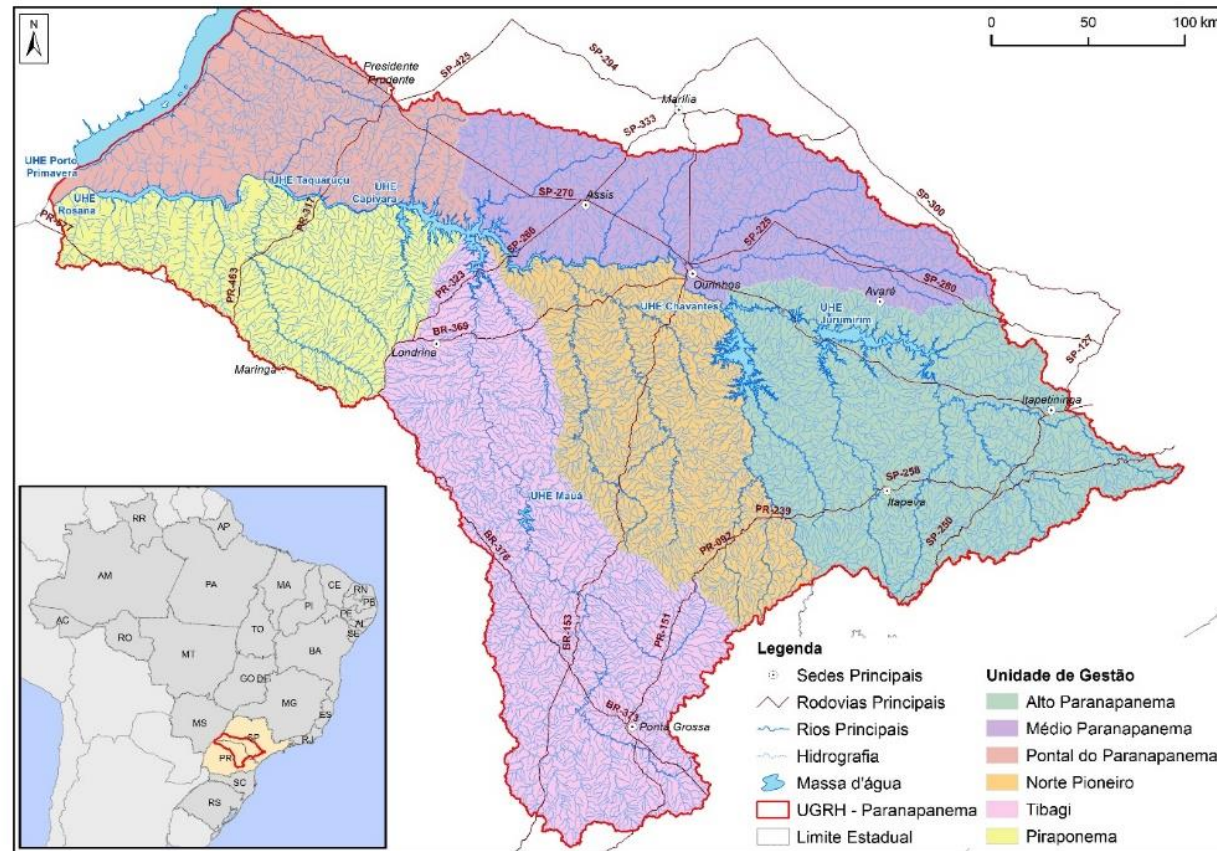 N
0 100 km
Presidente
Prudente
SP-425
SP-294
Marília
SP-333
UHE Porto
Primavera
UHE
Rosana
UHE Taquaruçu
UHE
Capivara
PR-317
SP-270
Assis
SP-266
SP-225
SP-300
PR-463
PR-323
Ourinhos
SP-280
Avaré
UHE Chavantes
UHE
Jurumirim
BR-369
Londrina
SP-127
Maringa
Itapetininga
UHE Mauá
SP-258
Itapeva
PR-239
PR-092
SP-250
BR-376
BR-153
PR-151
BR-373
Ponta Grossa
RR
AP
AM
PA
MA
CE
RN
PB
PE
AL
SE
PI
AC
RO
TO
BA
MT
GO
DF
MG
ES
MS
SP
RJ
PR
SC
RS
Legenda
Sedes Principais
Rodovias Principais
Rios Principais
Hidrografia
Massa d'água
UGRH - Paranapanema
Limite Estadual
Unidade de Gestão
Alto Paranapanema
Médio Paranapanema
Pontal do Paranapanema
Norte Pioneiro
Tibagi
Piraponema